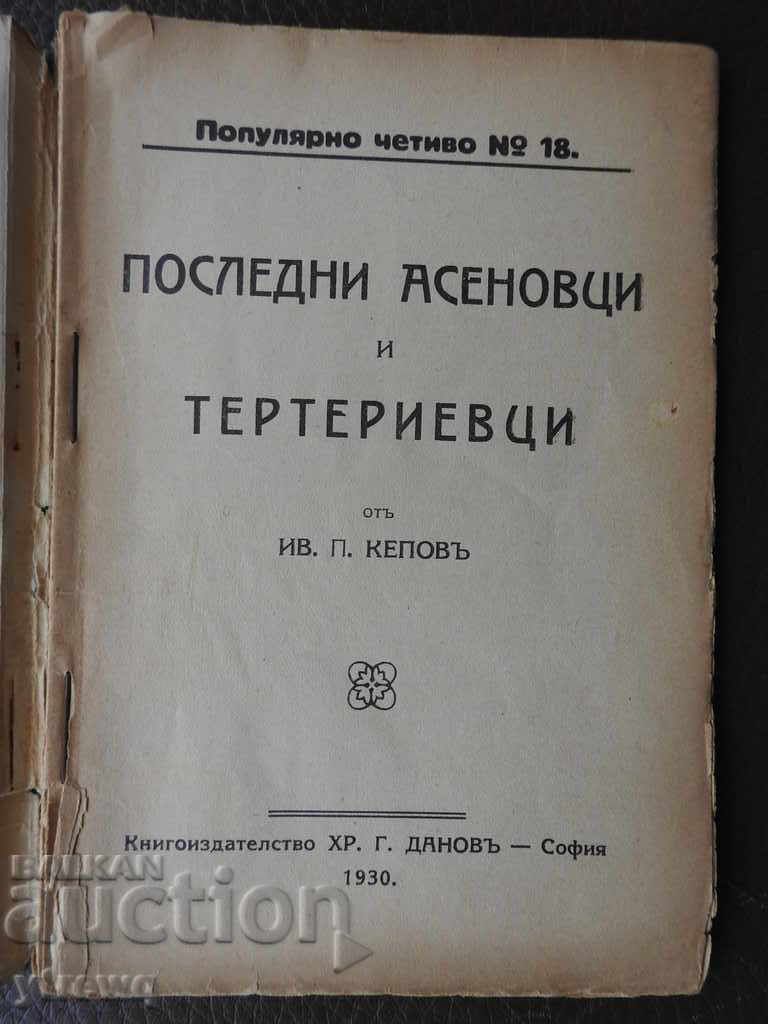 Популярно четиво № 18.
ПОСЛЕДНИ АСЕНОВЦИ
И
ТЕРТЕРИЕВЦИ
отъ
ИВ. П. КЕПОВЪ
Книгоиздателство ХР. Г. ДАНОВЪ — София
1930.
BALKAN
auction